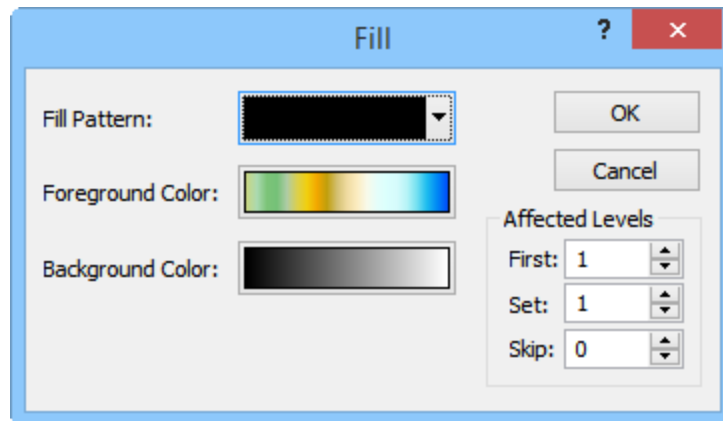 Fill
?
Fill Pattern:
OK
Cancel
Foreground Color:
Affected Levels
First: 1
Background Color:
Set: 1
Skip: 0